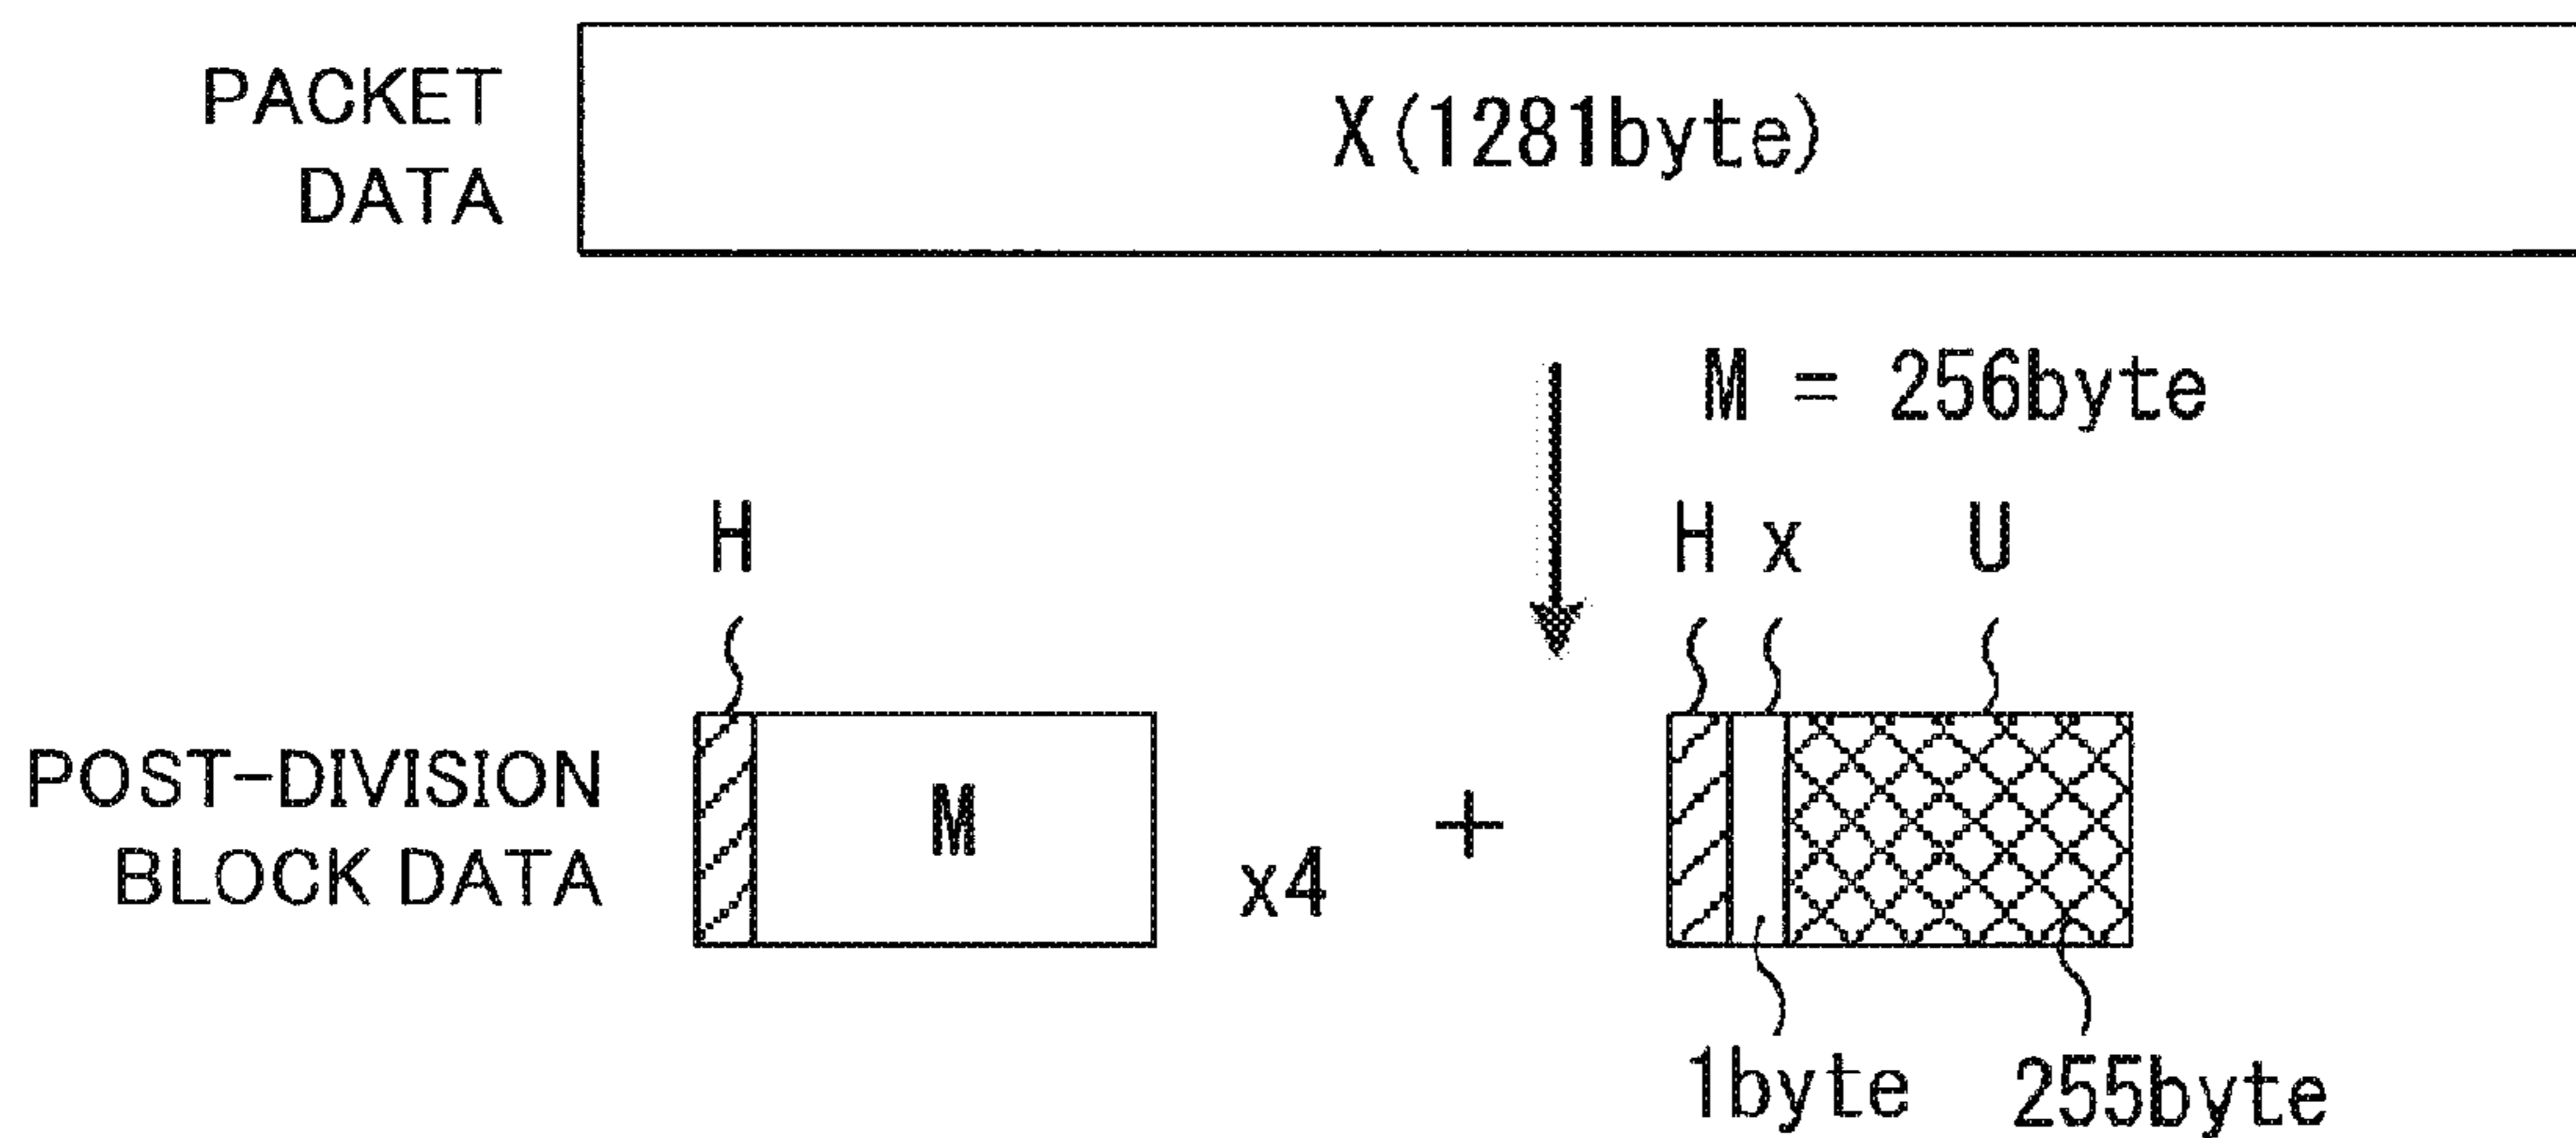 PACKET
DATA
X(1281byte)
M = 256byte
H
H x U
POST-DIVISION
BLOCK DATA
M
x4
+
1byte
255byte